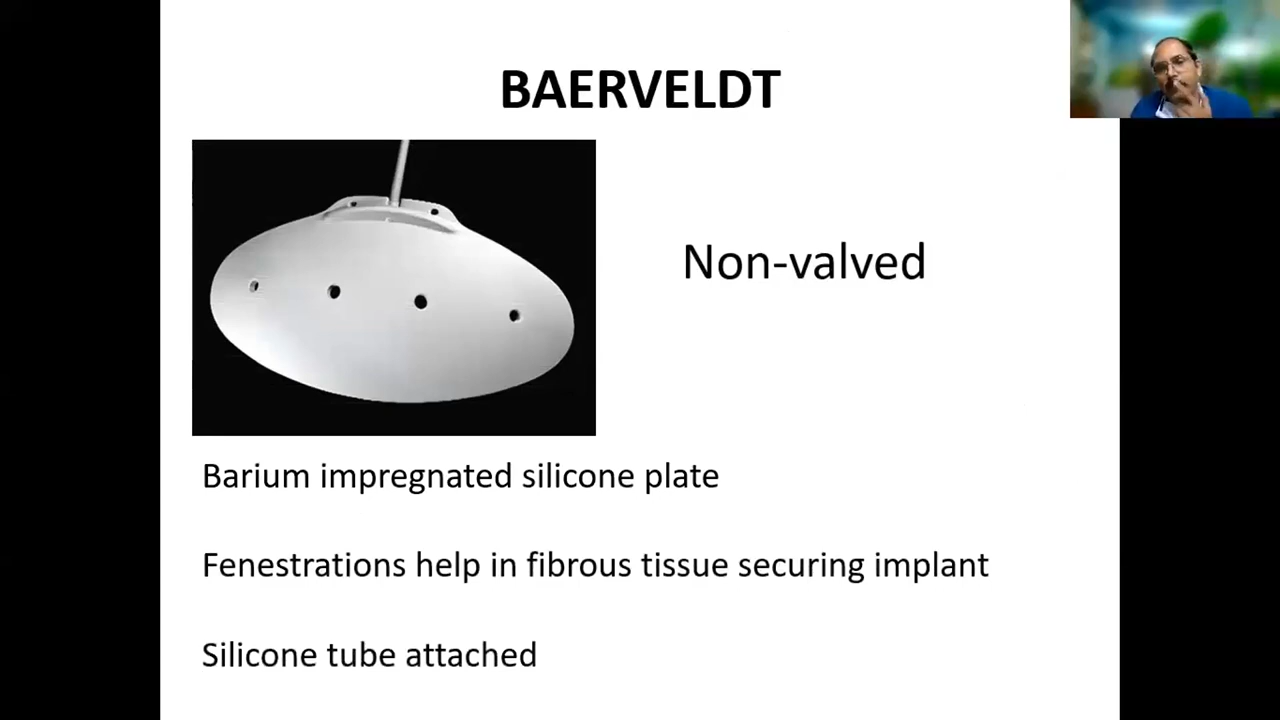 BAERVELDT
Non-valved
Barium impregnated silicone plate
Fenestrations help in fibrous tissue securing implant
Silicone tube attached